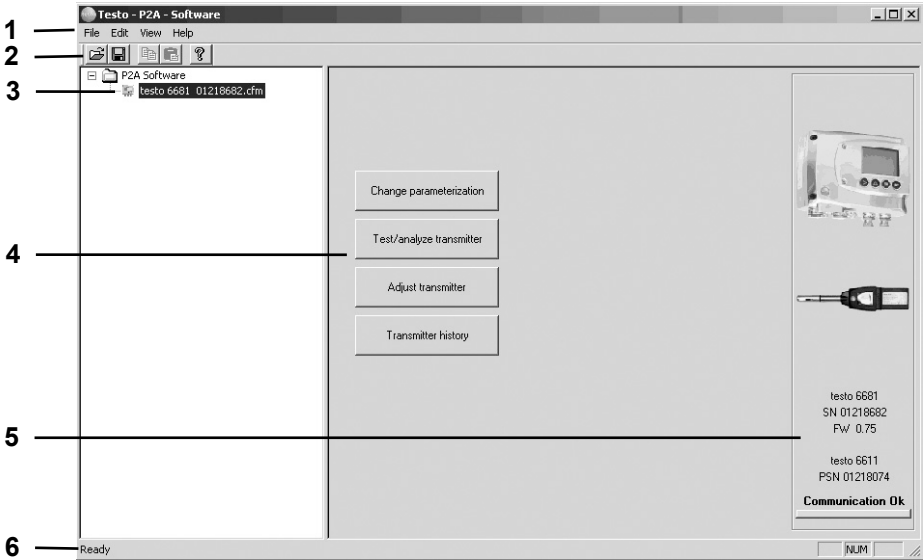 Testo - P2A - Software
1
File Edit View Help
2
P2A Software
3
testo 6681 01218682.cfm
Change parameterization
Test/analyze transmitter
4
Adjust transmitter
Transmitter history
testo 6681
SN 01218682
5
FW 0.75
testo 6611
PSN 01218074
Communication Ok
6
Ready
NUM